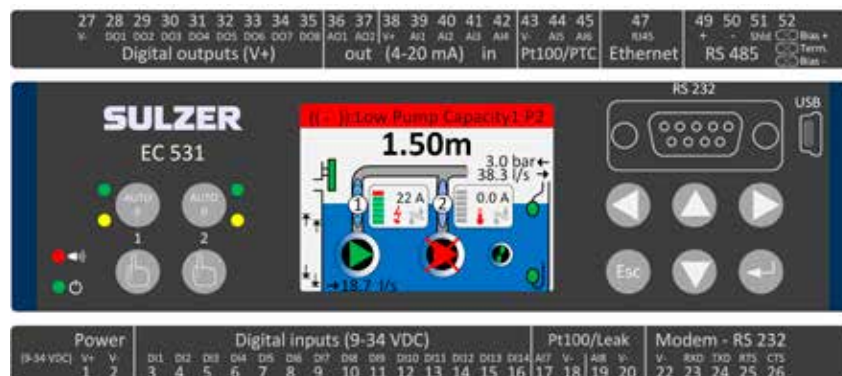 27 28 29 30 31 32 33 34 35 36 37 38 39 40 41 42 43 44 45 47 49 50 51 52
V- DO1 DO2 DO3 DO4 DO5 DO6 DO7 DO8 AO1 AO2 V+ AI1 AI2 AI3 AI4 V- AI5 AI6 RJ45 + - Shld Bias +
Term.
Bias -
Digital outputs (V+) out (4-20 mA) in Pt100/PTC Ethernet RS 485
RS 232
USB
SULZER
EC 531
((-)):Low Pump Capacity1 P2
1.50m
3.0 bar
38.3 l/s
22 A
0.0 A
1
2
18.7 l/s
AUTO
0
AUTO
0
1 2
Esc
Power Digital inputs (9-34 VDC) Pt100/Leak Modem - RS 232
(9-34 VDC) V+ V- DI1 DI2 DI3 DI4 DI5 DI6 DI7 DI8 DI9 DI10 DI11 DI12 DI13 DI14 AI7 V- AI8 V- V- RXD TXD RTS CTS
1 2 3 4 5 6 7 8 9 10 11 12 13 14 15 16 17 18 19 20 22 23 24 25 26